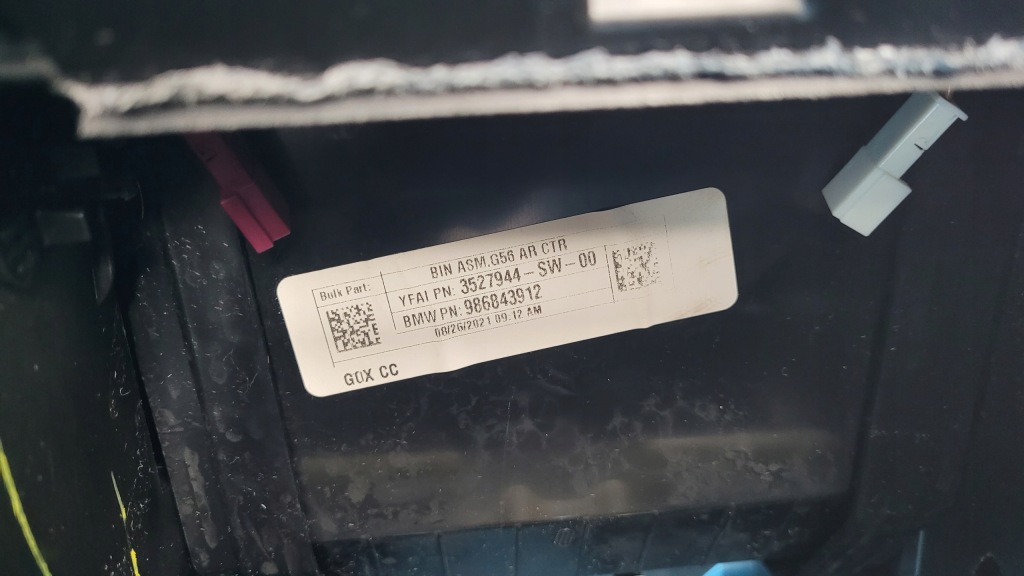 Bulk Part:
BIN ASM.G56 AR CTR
YFAI PN: 3527944-SW-00
BMW PN: 986843912
08/26/2021 09:12 AM
G0X CC